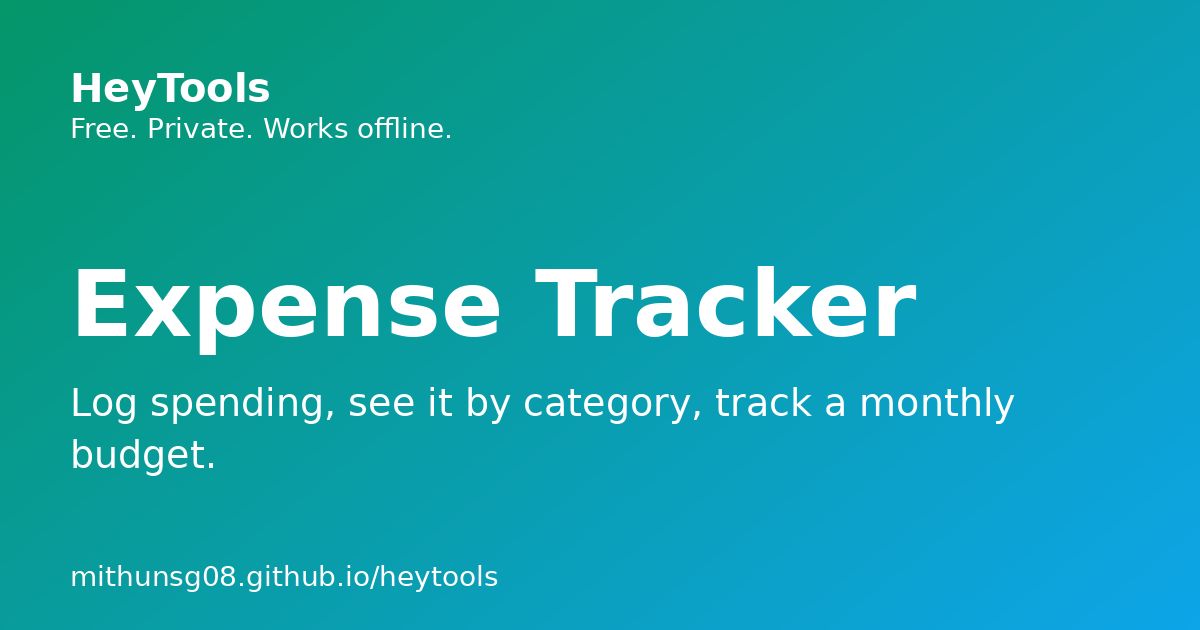 HeyTools
Free. Private. Works offline.
Expense Tracker
Log spending, see it by category, track a monthly
budget.
mithunsg08.github.io/heytools